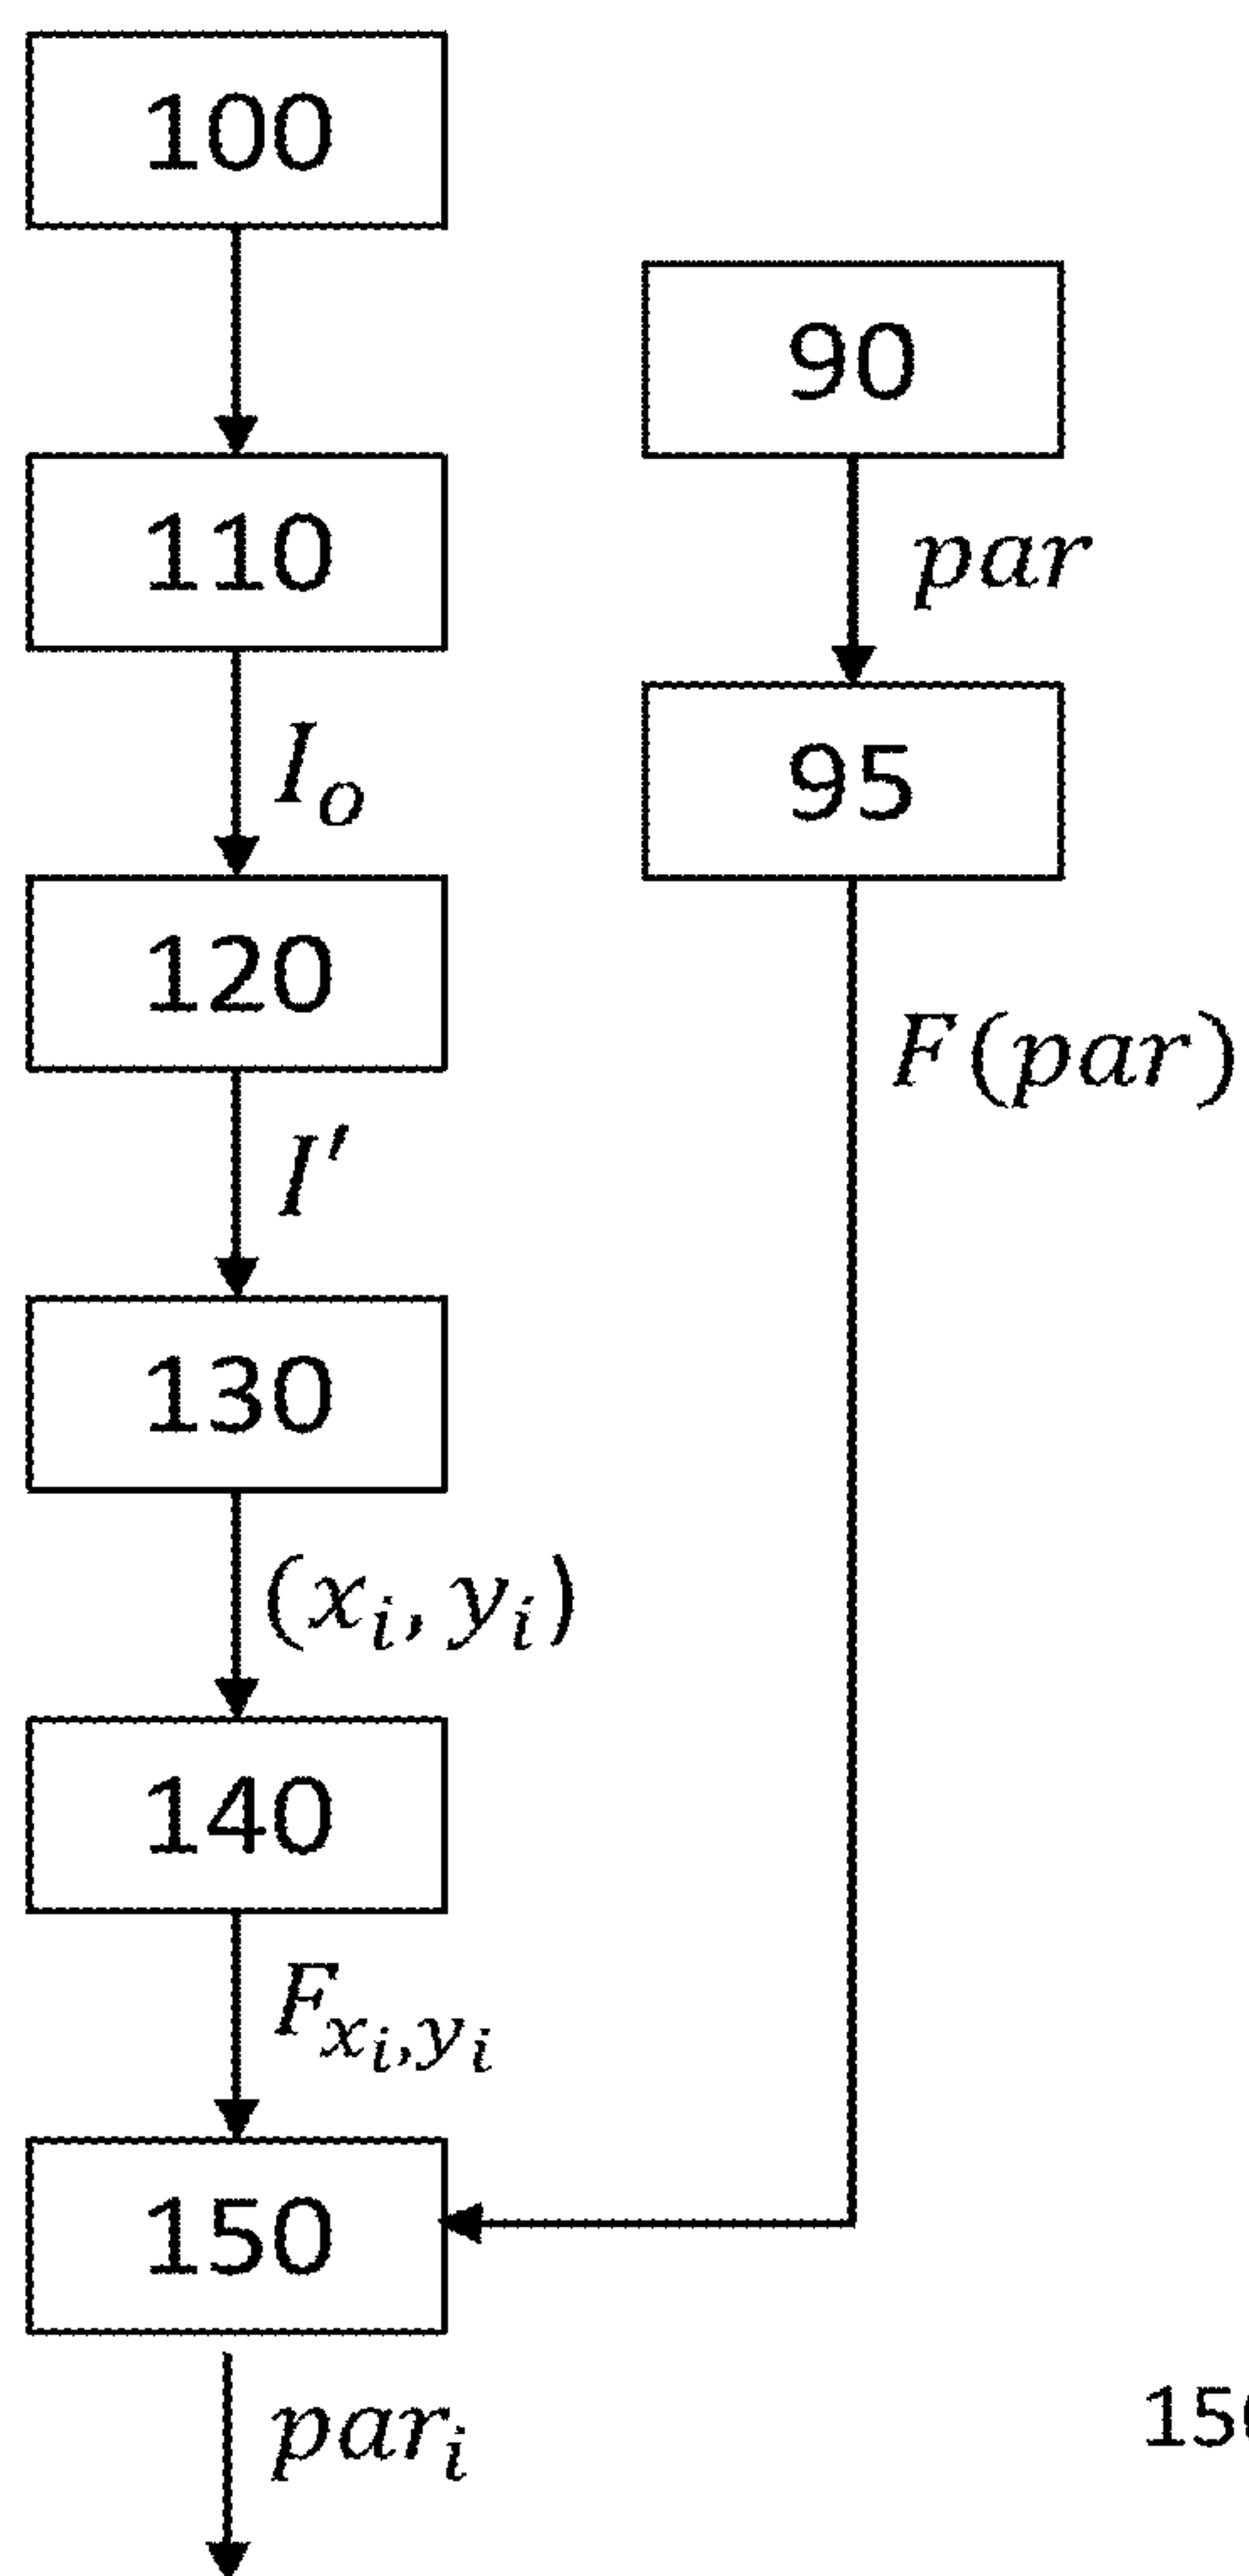 100
90
110
par
I_o
95
120
F(par)
I'
130
(x_i, y_i)
140
F_{x_i,y_i}
150
par_i